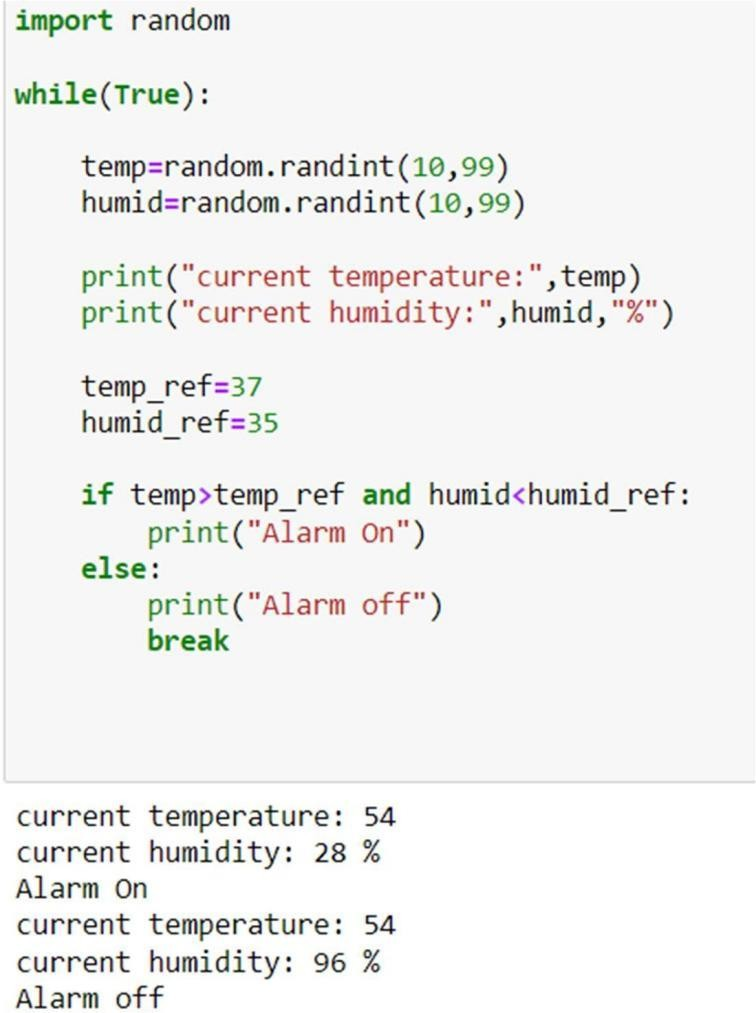 import random
while(True):
    temp=random.randint(10,99)
    humid=random.randint(10,99)
    print("current temperature:",temp)
    print("current humidity:",humid,"%")
    temp_ref=37
    humid_ref=35
    if temp>temp_ref and humid<humid_ref:
        print("Alarm On")
    else:
        print("Alarm off")
        break
current temperature: 54
current humidity: 28 %
Alarm On
current temperature: 54
current humidity: 96 %
Alarm off